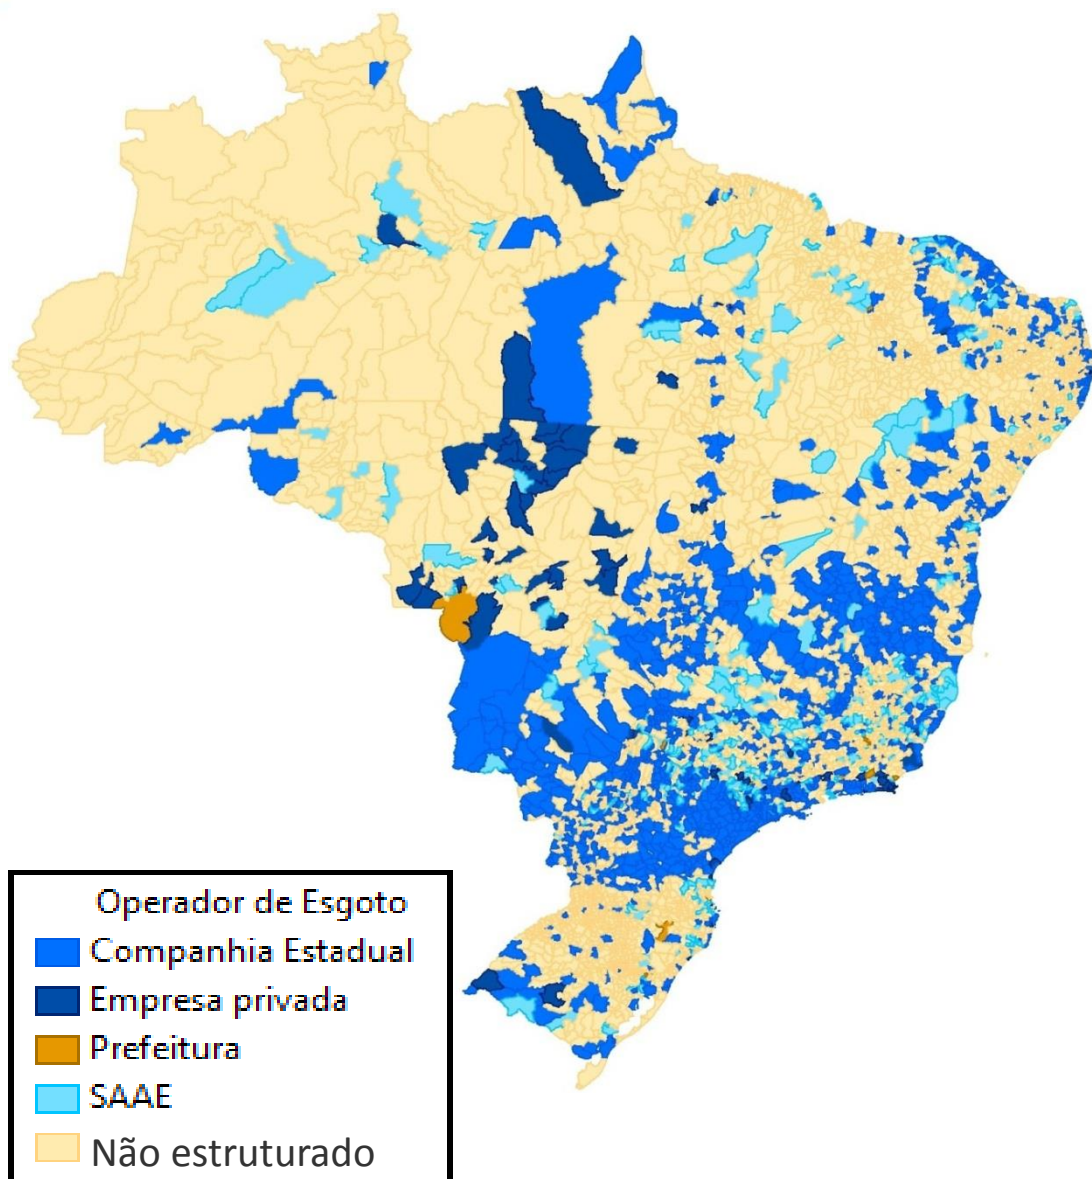 Operador de Esgoto
Companhia Estadual
Empresa privada
Prefeitura
SAAE
Não estruturado